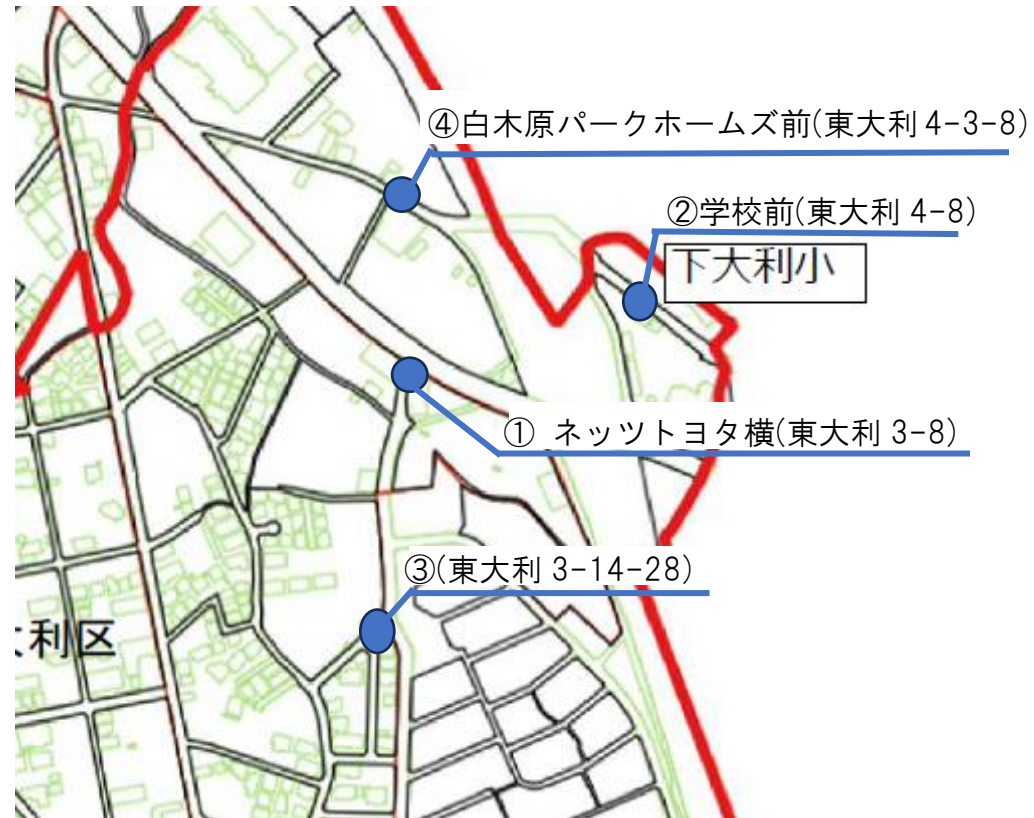 ④白木原パークホームズ前(東大利 4-3-8)
②学校前(東大利 4-8)
下大利小
① ネッツトヨタ横(東大利 3-8)
③(東大利 3-14-28)
利区